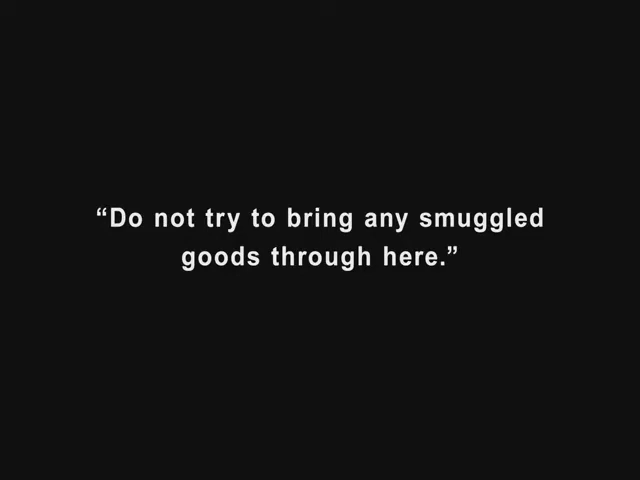 “Do not try to bring any smuggled
goods through here.”